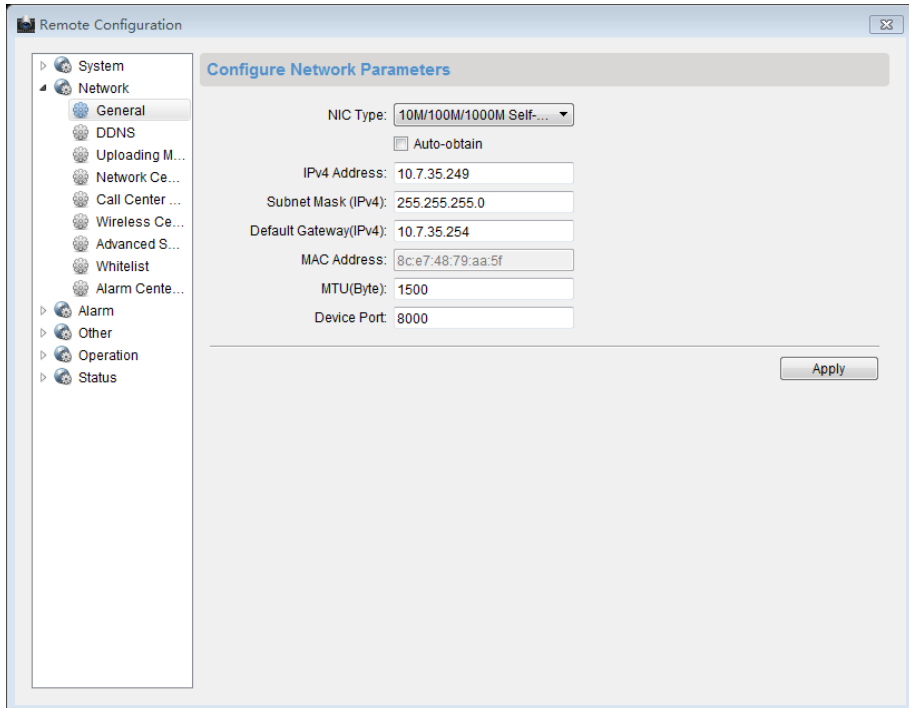 Remote Configuration
System
Network
General
DDNS
Uploading M...
Network Ce...
Call Center ...
Wireless Ce...
Advanced S...
Whitelist
Alarm Cente...
Alarm
Other
Operation
Status
Configure Network Parameters
NIC Type: 10M/100M/1000M Self-...
Auto-obtain
IPv4 Address: 10.7.35.249
Subnet Mask (IPv4): 255.255.255.0
Default Gateway(IPv4): 10.7.35.254
MAC Address: 8c:e7:48:79:aa:5f
MTU(Byte): 1500
Device Port: 8000
Apply